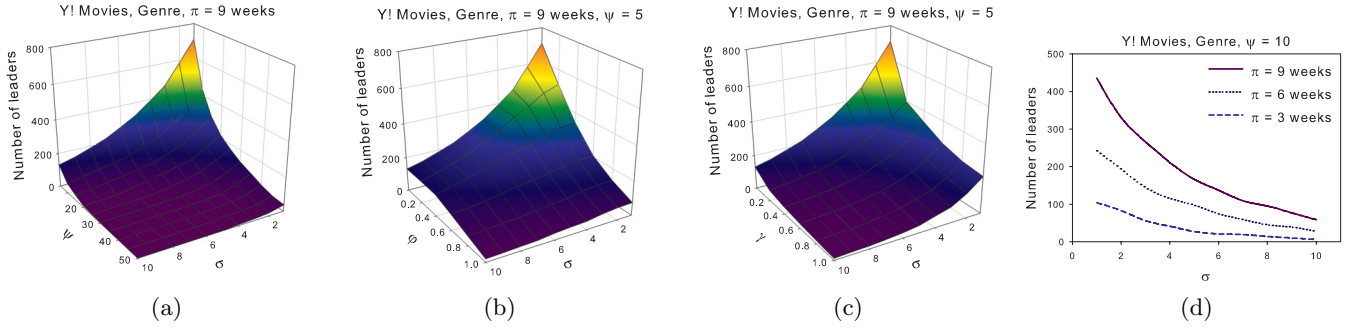 Y! Movies, Genre, π = 9 weeks
Number of leaders
800
600
400
200
0
20
30
40
50
ψ
10
8
6
4
2
σ
(a)
Y! Movies, Genre, π = 9 weeks, ψ = 5
Number of leaders
800
600
400
200
0
0.2
0.4
0.6
0.8
1.0
φ
10
8
6
4
2
σ
(b)
Y! Movies, Genre, π = 9 weeks, ψ = 5
Number of leaders
800
600
400
200
0
0.2
0.4
0.6
0.8
1.0
γ
10
8
6
4
2
σ
(c)
Y! Movies, Genre, ψ = 10
Number of leaders
500
400
300
200
100
0
π = 9 weeks
π = 6 weeks
π = 3 weeks
0 2 4 6 8 10
σ
(d)